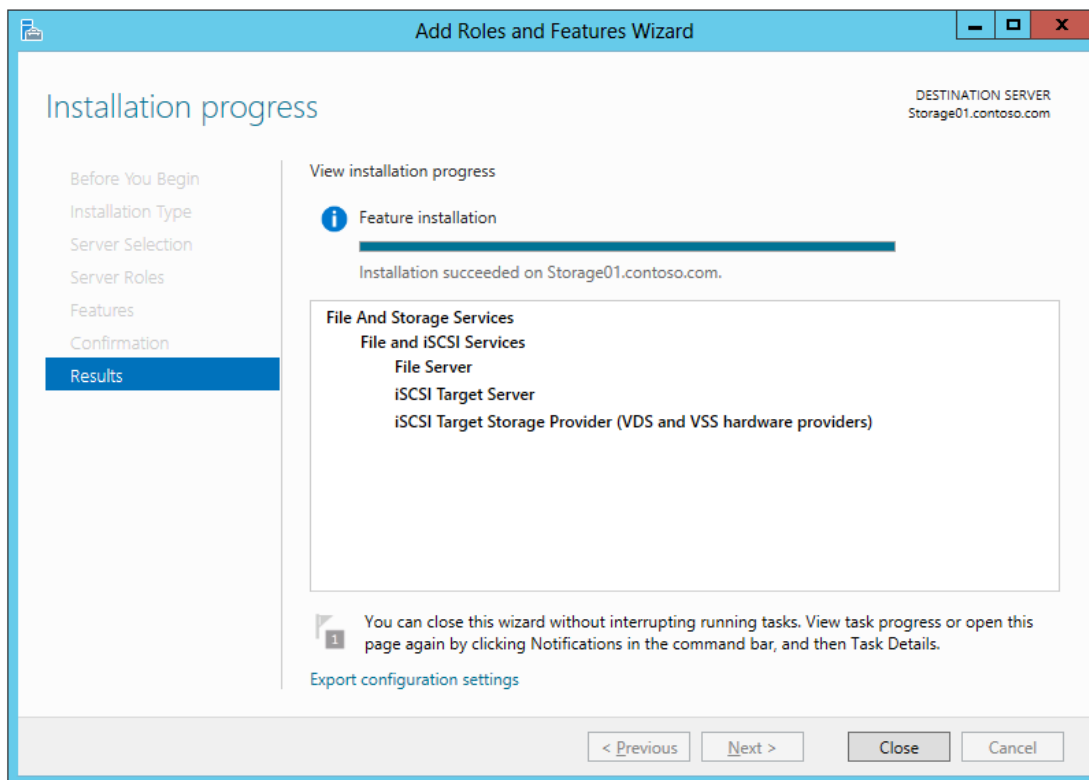 Add Roles and Features Wizard
Installation progress
DESTINATION SERVER
Storage01.contoso.com
Before You Begin
Installation Type
Server Selection
Server Roles
Features
Confirmation
Results
View installation progress
Feature installation
Installation succeeded on Storage01.contoso.com.
File And Storage Services
File and iSCSI Services
File Server
iSCSI Target Server
iSCSI Target Storage Provider (VDS and VSS hardware providers)
1
You can close this wizard without interrupting running tasks. View task progress or open this
page again by clicking Notifications in the command bar, and then Task Details.
Export configuration settings
< Previous
Next >
Close
Cancel